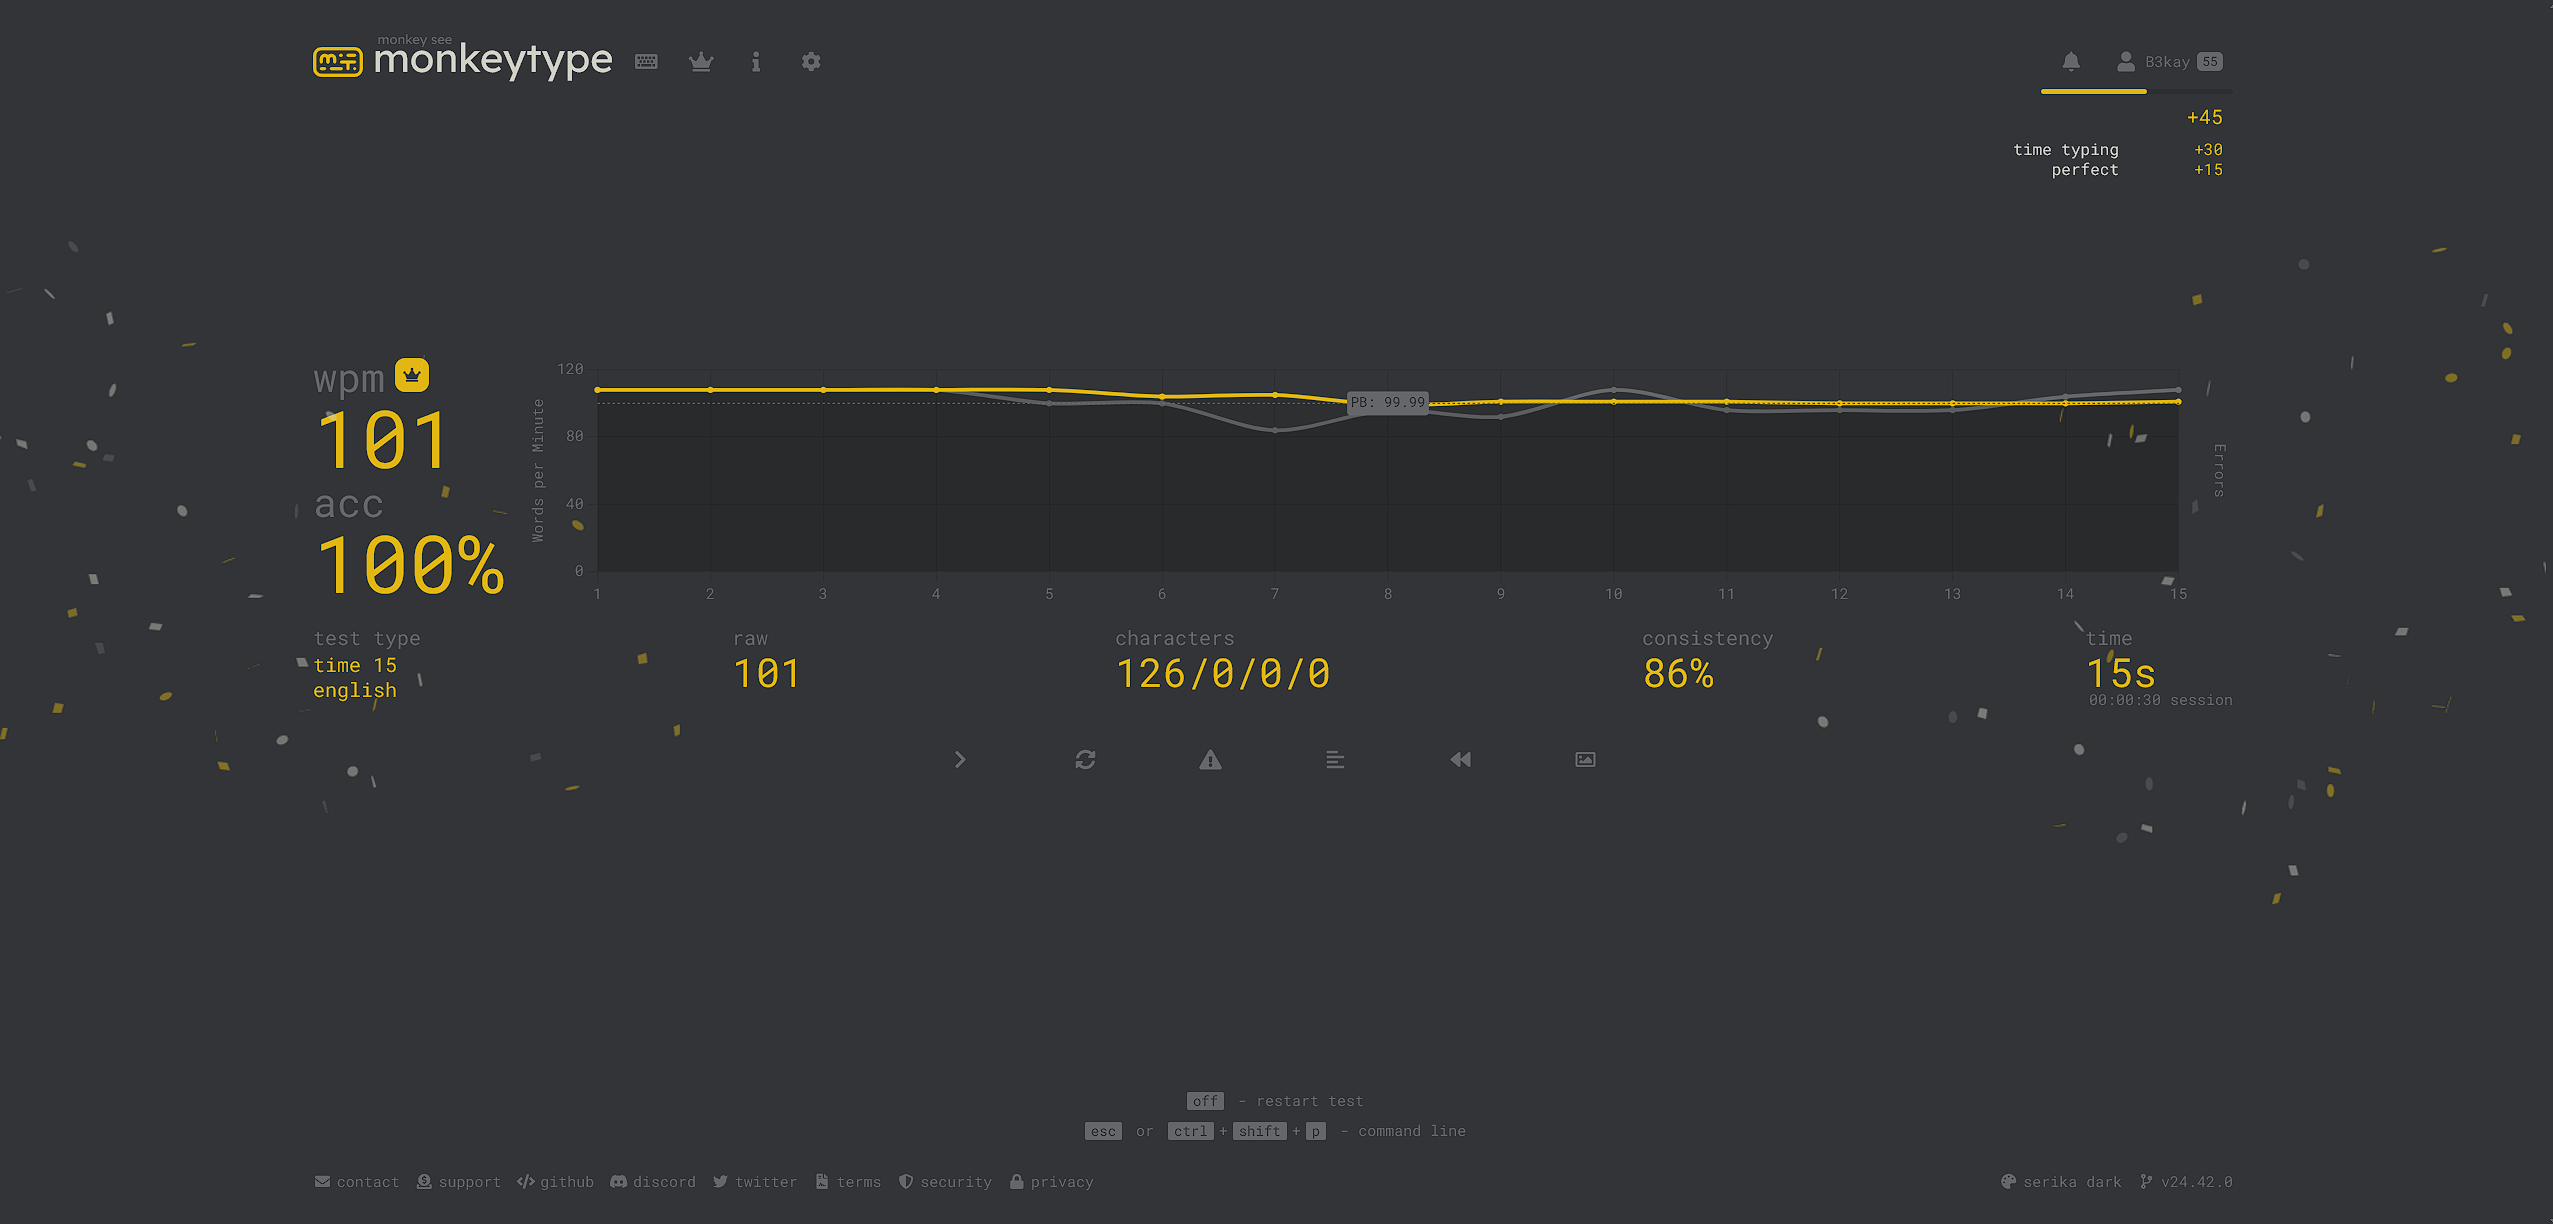 monkey see
monkeytype
B3kay 55
+45
time typing +30
perfect +15
wpm
101
acc
100%
Words per Minute
120
80
40
0
PB: 99.99
Errors
1 2 3 4 5 6 7 8 9 10 11 12 13 14 15
test type
time 15
english
raw
101
characters
126/0/0/0
consistency
86%
time
15s
00:00:30 session
off - restart test
esc or ctrl + shift + p - command line
contact support github discord twitter terms security privacy
serika dark v24.42.0